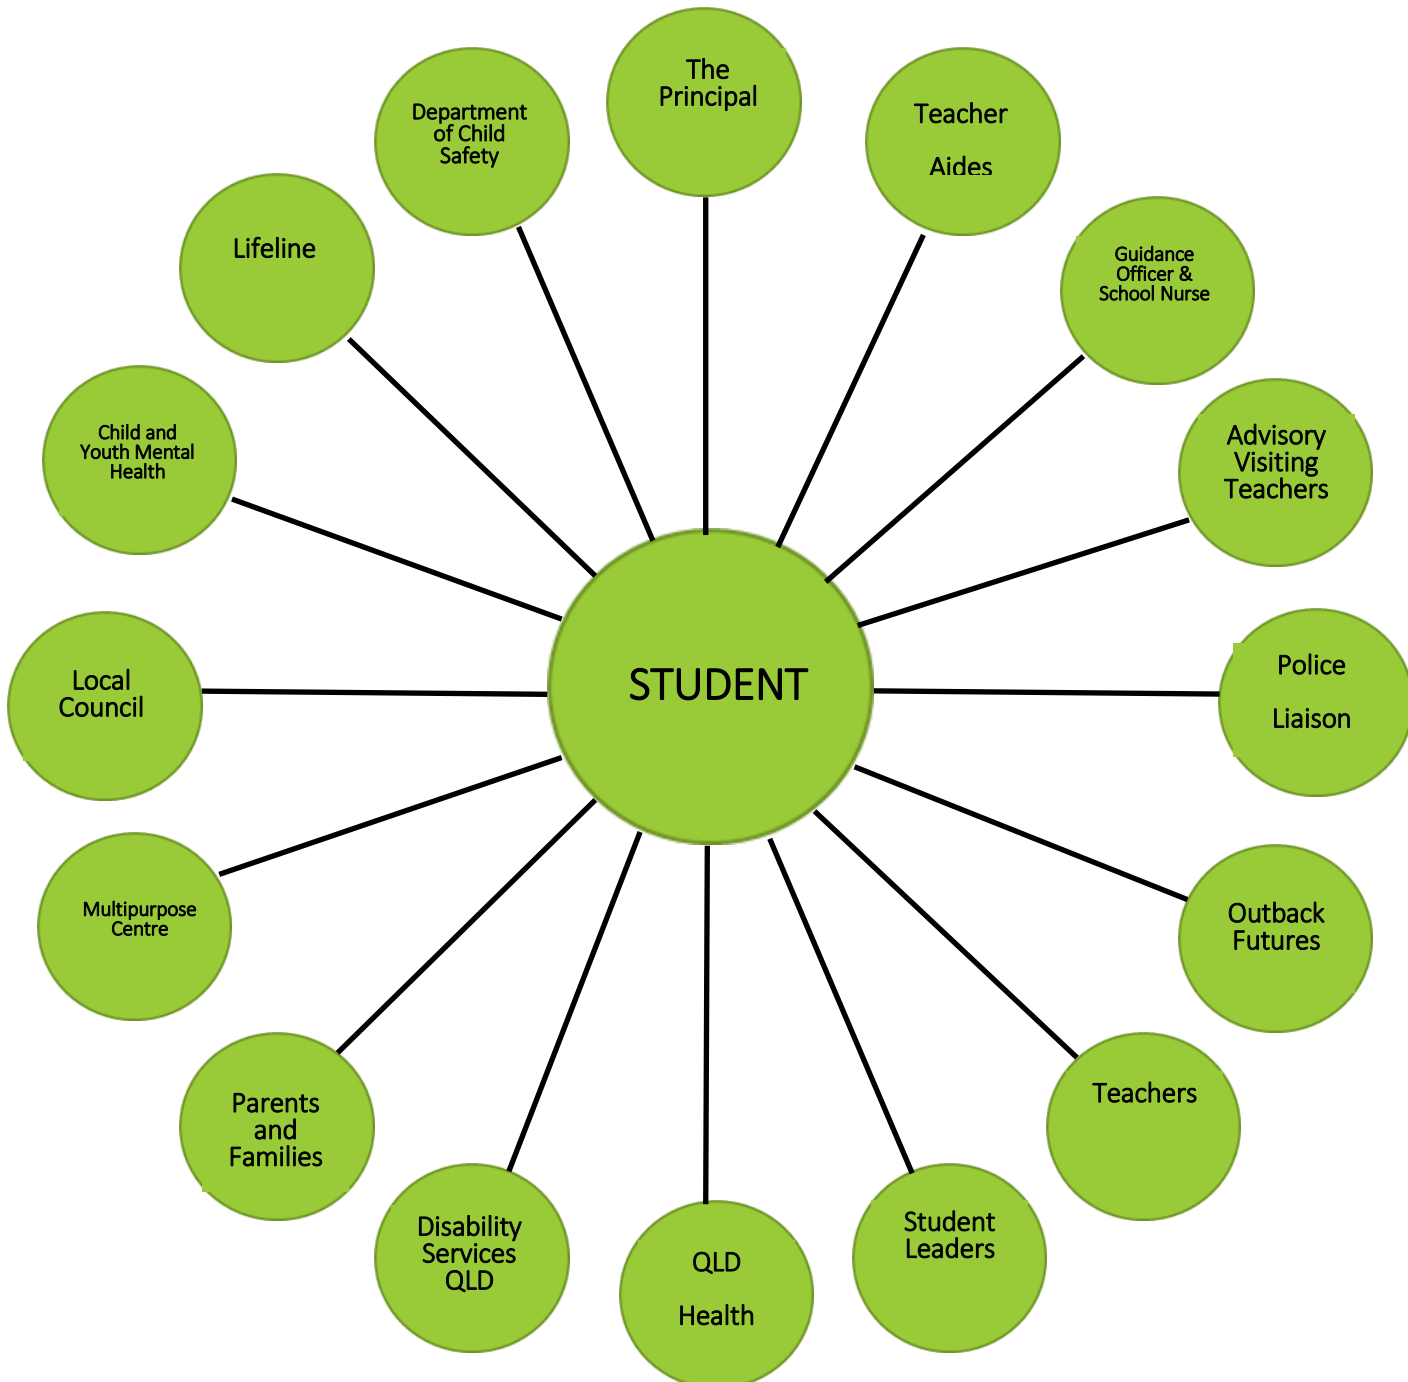 The
Principal
Teacher
Aides
Guidance
Officer &
School Nurse
Advisory
Visiting
Teachers
Police
Liaison
Outback
Futures
Teachers
Student
Leaders
QLD
Health
Disability
Services
QLD
Parents
and
Families
Multipurpose
Centre
Local
Council
Child and
Youth Mental
Health
Lifeline
Department
of Child
Safety
STUDENT